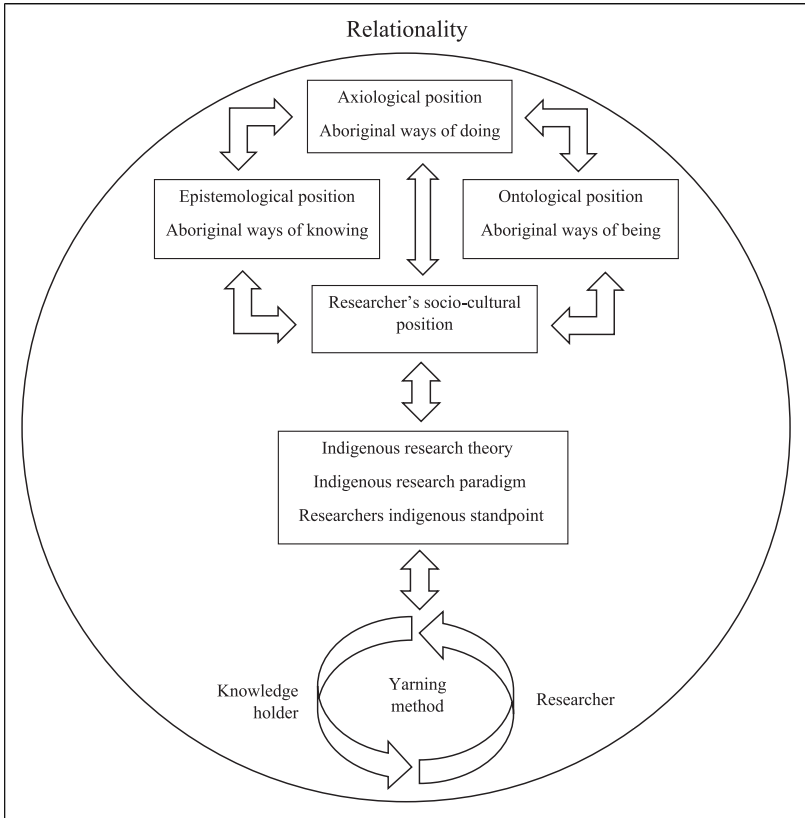 Relationality
Axiological position
Aboriginal ways of doing
Epistemological position
Aboriginal ways of knowing
Ontological position
Aboriginal ways of being
Researcher's socio-cultural
position
Indigenous research theory
Indigenous research paradigm
Researchers indigenous standpoint
Knowledge
holder
Yarning
method
Researcher